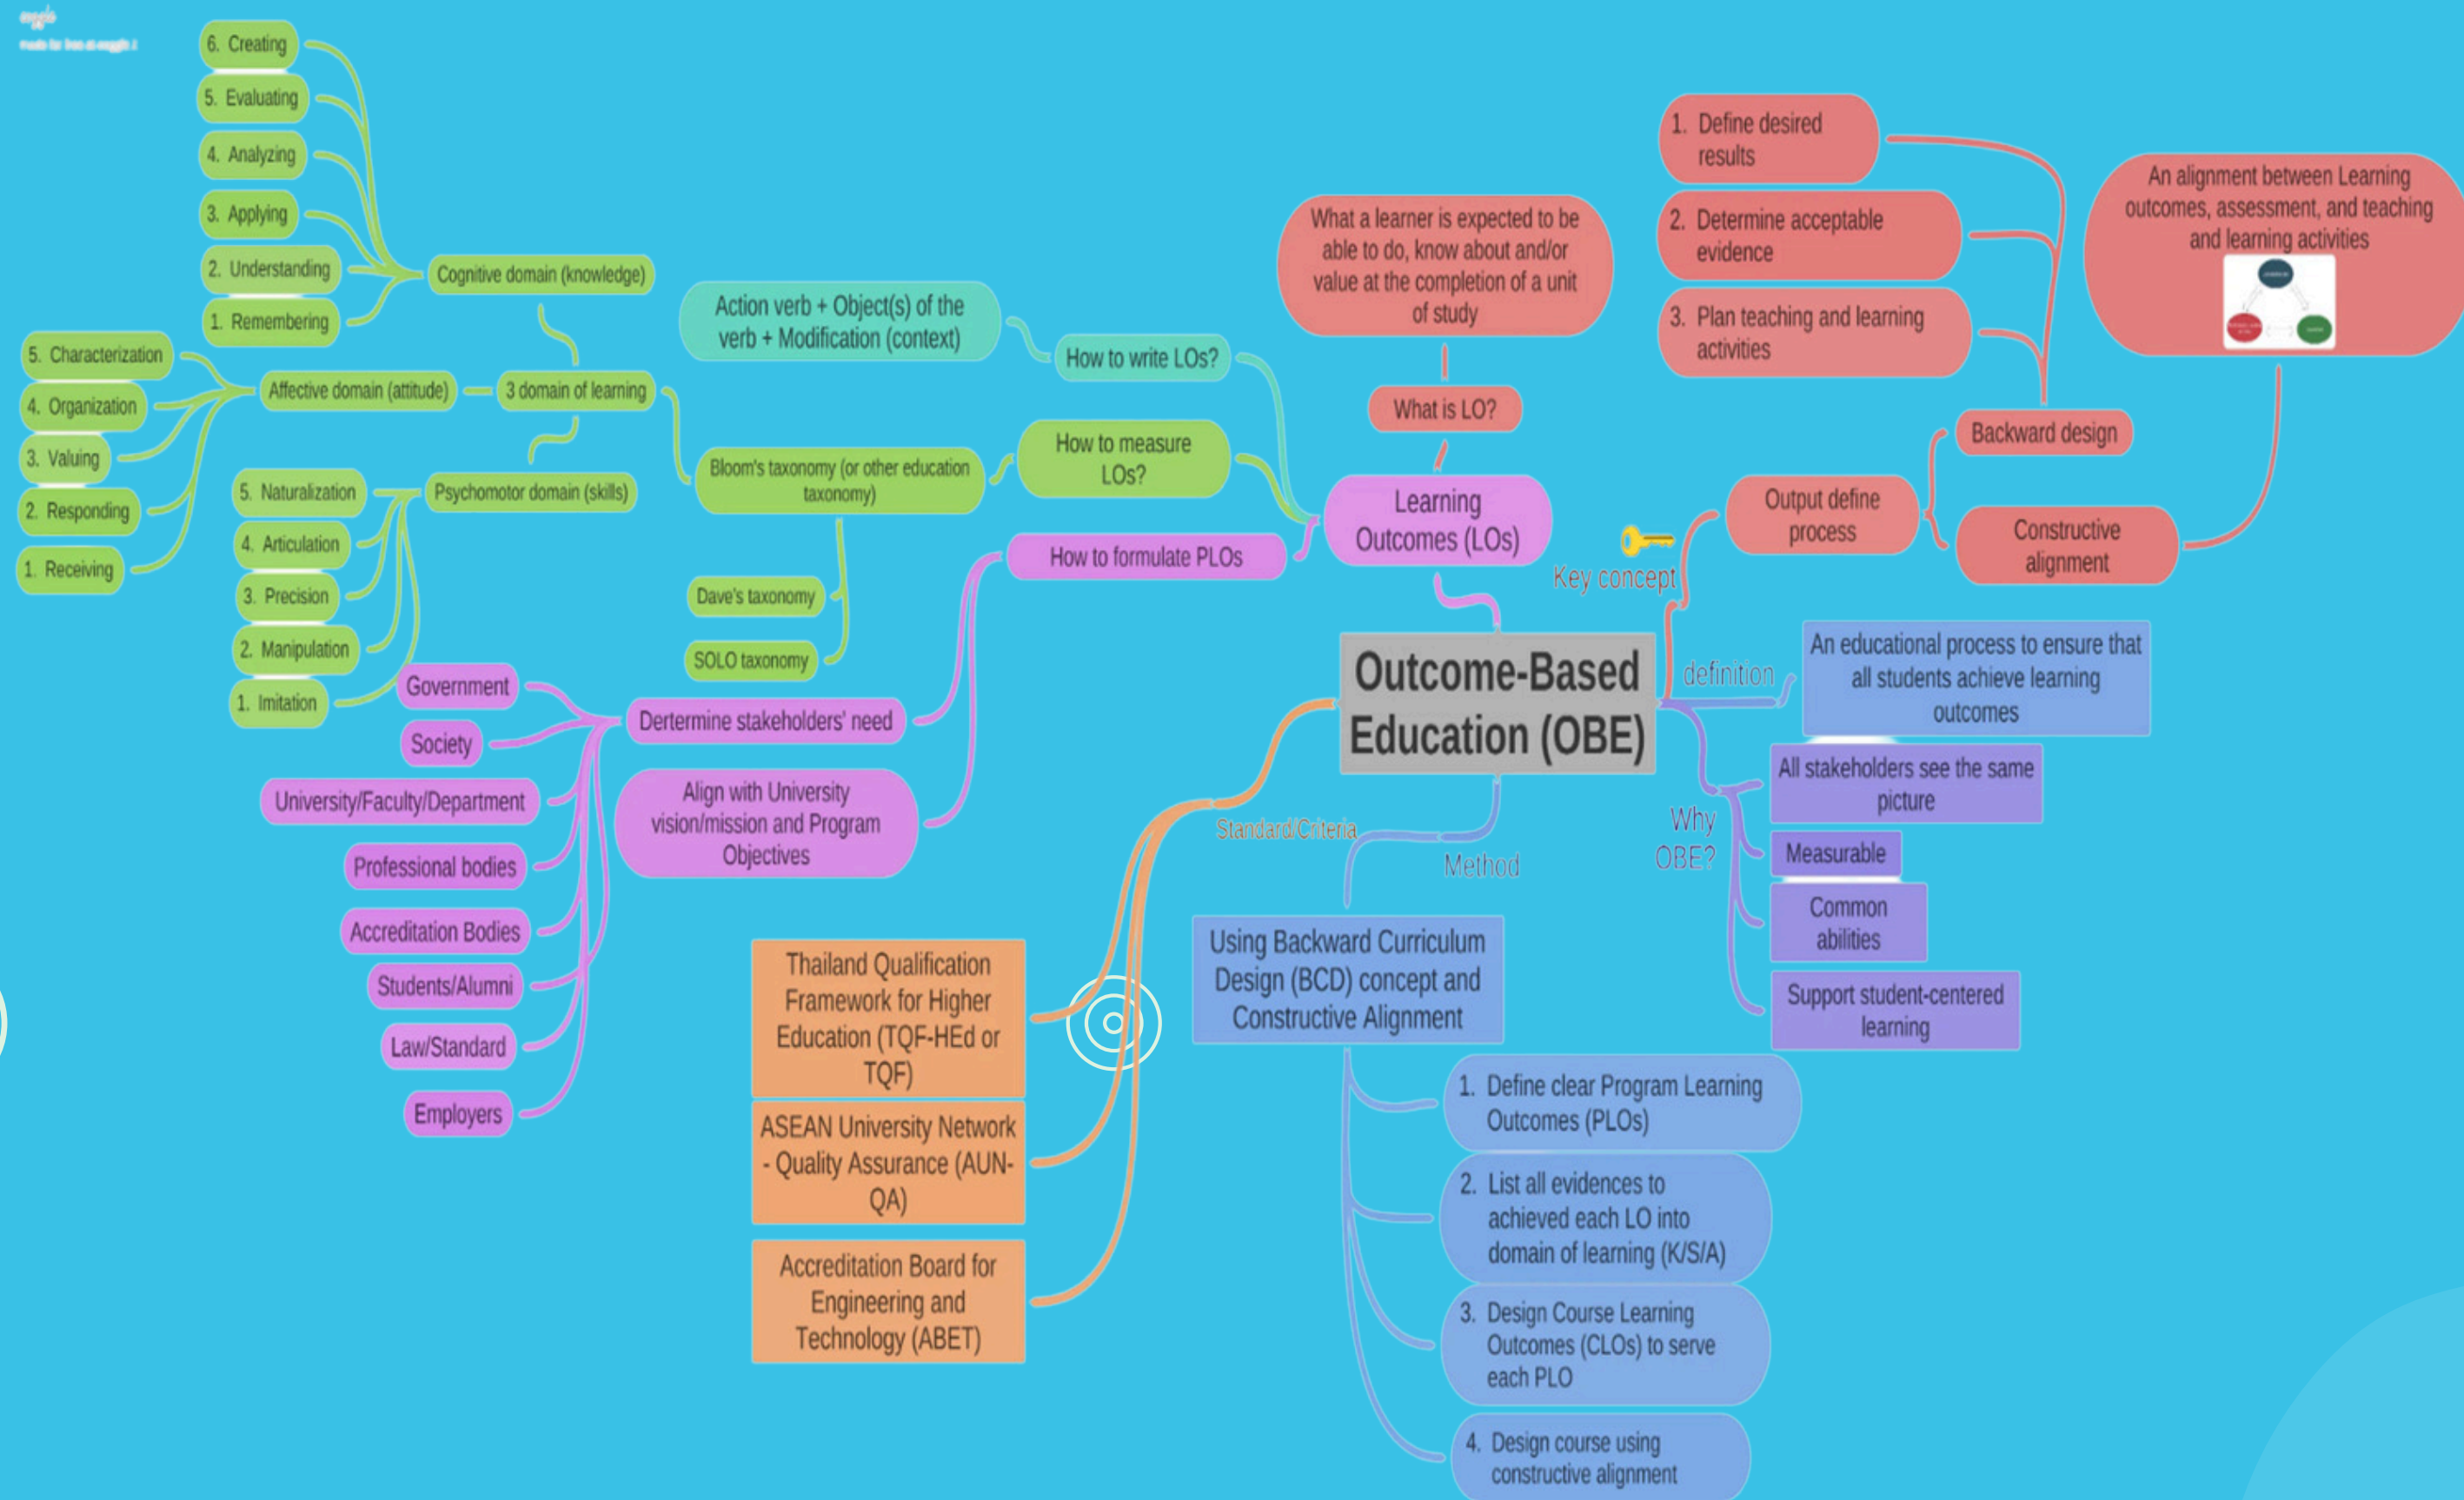 6. Creating
5. Evaluating
4. Analyzing
3. Applying
2. Understanding
1. Remembering
Cognitive domain (knowledge)
5. Characterization
4. Organization
3. Valuing
2. Responding
1. Receiving
Affective domain (attitude)
3 domain of learning
5. Naturalization
4. Articulation
3. Precision
2. Manipulation
1. Imitation
Psychomotor domain (skills)
Bloom's taxonomy (or other education
taxonomy)
Dave's taxonomy
SOLO taxonomy
Action verb + Object(s) of the
verb + Modification (context)
How to write LOs?
How to measure
LOs?
How to formulate PLOs
What a learner is expected to be
able to do, know about and/or
value at the completion of a unit
of study
What is LO?
Learning
Outcomes (LOs)
Government
Society
University/Faculty/Department
Professional bodies
Accreditation Bodies
Students/Alumni
Law/Standard
Employers
Dertermine stakeholders' need
Align with University
vision/mission and Program
Objectives
1. Define desired
results
2. Determine acceptable
evidence
3. Plan teaching and learning
activities
An alignment between Learning
outcomes, assessment, and teaching
and learning activities
Backward design
Output define
process
Constructive
alignment
Key concept
Outcome-Based
Education (OBE)
definition
An educational process to ensure that
all students achieve learning
outcomes
Why
OBE?
All stakeholders see the same
picture
Measurable
Common
abilities
Support student-centered
learning
Standard/Criteria
Thailand Qualification
Framework for Higher
Education (TQF-HEd or
TQF)
ASEAN University Network
- Quality Assurance (AUN-
QA)
Accreditation Board for
Engineering and
Technology (ABET)
Method
Using Backward Curriculum
Design (BCD) concept and
Constructive Alignment
1. Define clear Program Learning
Outcomes (PLOs)
2. List all evidences to
achieved each LO into
domain of learning (K/S/A)
3. Design Course Learning
Outcomes (CLOs) to serve
each PLO
4. Design course using
constructive alignment